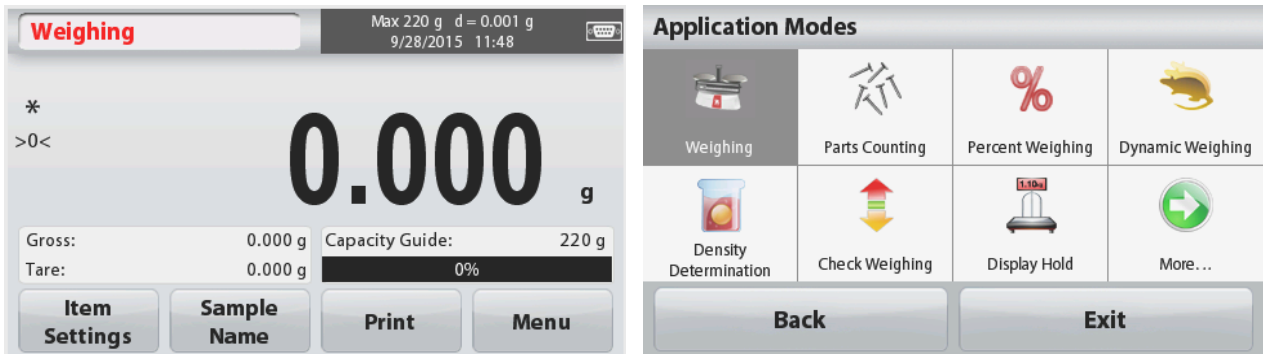 Weighing
Max 220 g d = 0.001 g
9/28/2015 11:48
*
>0<
0.000 g
Gross: 0.000 g
Tare: 0.000 g
Capacity Guide: 220 g
0%
Item Settings
Sample Name
Print
Menu
Application Modes
Weighing
Parts Counting
Percent Weighing
Dynamic Weighing
1.10kg
Density
Determination
Check Weighing
Display Hold
More...
Back
Exit